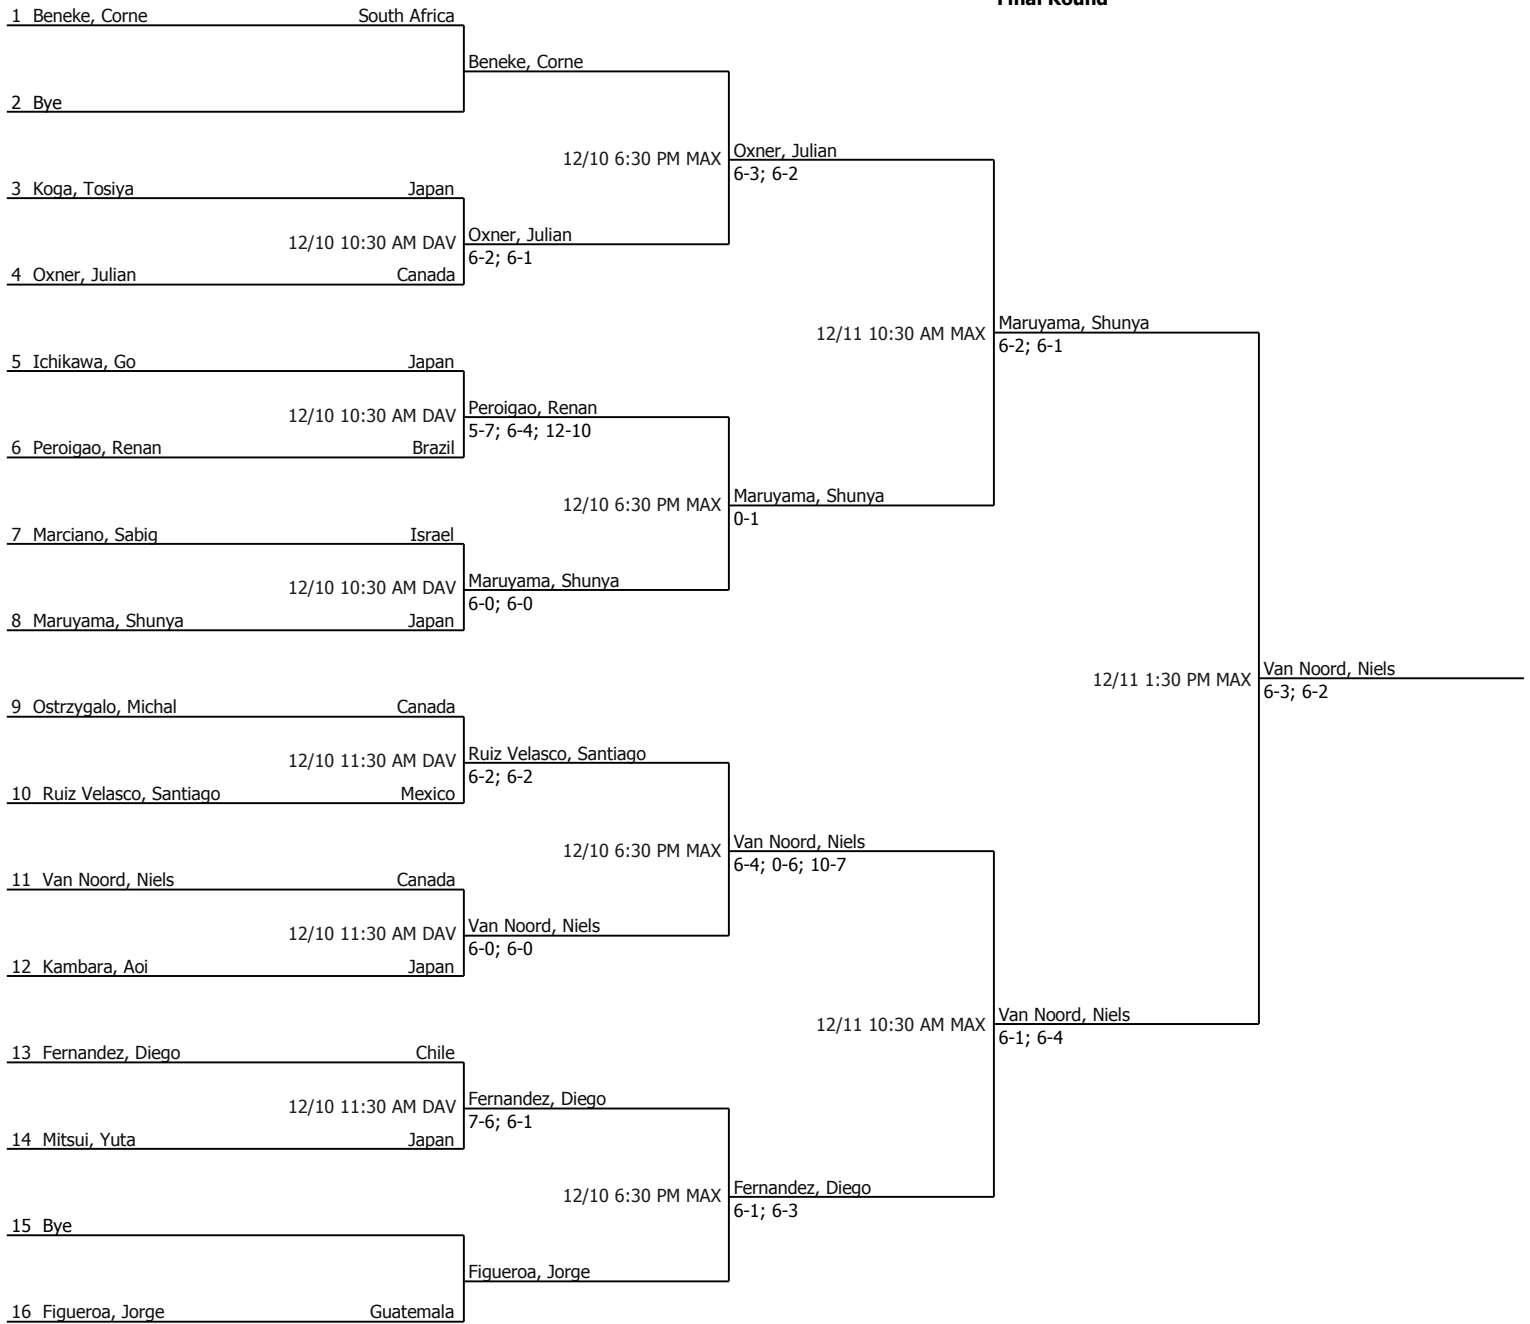 Final Round
1 Beneke, Corne South Africa
Beneke, Corne
2 Bye
12/10 6:30 PM MAX Oxner, Julian
6-3; 6-2
3 Koga, Tosiya Japan
12/10 10:30 AM DAV Oxner, Julian
6-2; 6-1
4 Oxner, Julian Canada
12/11 10:30 AM MAX Maruyama, Shunya
6-2; 6-1
5 Ichikawa, Go Japan
12/10 10:30 AM DAV Peroigao, Renan
5-7; 6-4; 12-10
6 Peroigao, Renan Brazil
12/10 6:30 PM MAX Maruyama, Shunya
0-1
7 Marciano, Sabig Israel
12/10 10:30 AM DAV Maruyama, Shunya
6-0; 6-0
8 Maruyama, Shunya Japan
12/11 1:30 PM MAX Van Noord, Niels
6-3; 6-2
9 Ostrzygalo, Michal Canada
12/10 11:30 AM DAV Ruiz Velasco, Santiago
6-2; 6-2
10 Ruiz Velasco, Santiago Mexico
12/10 6:30 PM MAX Van Noord, Niels
6-4; 0-6; 10-7
11 Van Noord, Niels Canada
12/10 11:30 AM DAV Van Noord, Niels
6-0; 6-0
12 Kambara, Aoi Japan
12/11 10:30 AM MAX Van Noord, Niels
6-1; 6-4
13 Fernandez, Diego Chile
12/10 11:30 AM DAV Fernandez, Diego
7-6; 6-1
14 Mitsui, Yuta Japan
12/10 6:30 PM MAX Fernandez, Diego
6-1; 6-3
15 Bye
Figueroa, Jorge
16 Figueroa, Jorge Guatemala